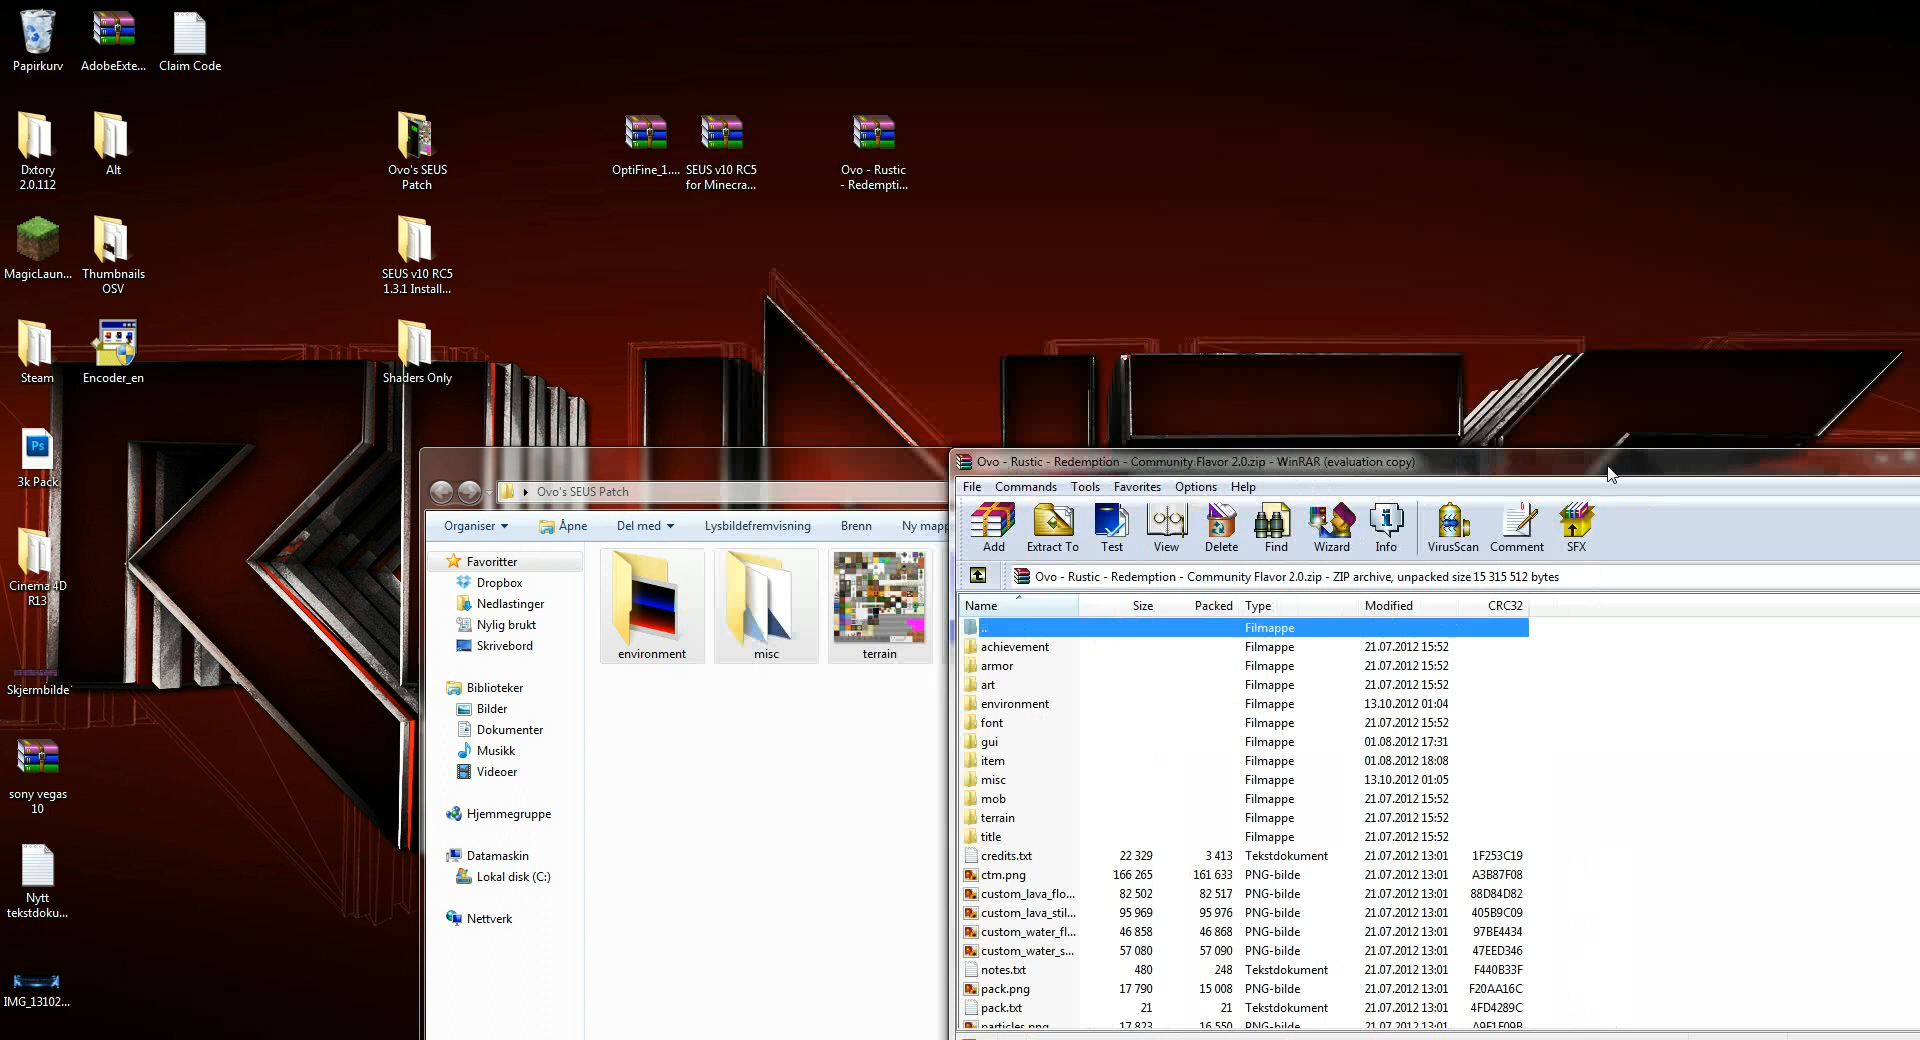 Papirkurv
AdobeExte...
Claim Code
Dxtory
2.0.112
Alt
Ovo's SEUS
Patch
OptiFine_1....
SEUS v10 RC5
for Minecra...
Ovo - Rustic
- Redempti...
MagicLaun...
Thumbnails
OSV
SEUS v10 RC5
1.3.1 Install...
Steam
Encoder_en
Shaders Only
3k Pack
Cinema 4D
R13
Skjermbilde
sony vegas
10
Nytt
tekstdoku...
IMG_13102...
Ovo's SEUS Patch
Organiser
Åpne
Del med
Lysbildefremvisning
Brenn
Ny mapp
Favoritter
Dropbox
Nedlastinger
Nylig brukt
Skrivebord
Biblioteker
Bilder
Dokumenter
Musikk
Videoer
Hjemmegruppe
Datamaskin
Lokal disk (C:)
Nettverk
environment
misc
terrain
Ovo - Rustic - Redemption - Community Flavor 2.0.zip - WinRAR (evaluation copy)
File Commands Tools Favorites Options Help
Add Extract To Test View Delete Find Wizard Info VirusScan Comment SFX
Ovo - Rustic - Redemption - Community Flavor 2.0.zip - ZIP archive, unpacked size 15 315 512 bytes
Name Size Packed Type Modified CRC32
.. Filmappe
achievement Filmappe 21.07.2012 15:52
armor Filmappe 21.07.2012 15:52
art Filmappe 21.07.2012 15:52
environment Filmappe 13.10.2012 01:04
font Filmappe 21.07.2012 15:52
gui Filmappe 01.08.2012 17:31
item Filmappe 01.08.2012 18:08
misc Filmappe 13.10.2012 01:05
mob Filmappe 21.07.2012 15:52
terrain Filmappe 21.07.2012 15:52
title Filmappe 21.07.2012 15:52
credits.txt 22 329 3 413 Tekstdokument 21.07.2012 13:01 1F253C19
ctm.png 166 265 161 633 PNG-bilde 21.07.2012 13:01 A3B87F08
custom_lava_flo... 82 502 82 517 PNG-bilde 21.07.2012 13:01 88D84D82
custom_lava_stil... 95 969 95 976 PNG-bilde 21.07.2012 13:01 405B9C09
custom_water_fl... 46 858 46 868 PNG-bilde 21.07.2012 13:01 97BE4434
custom_water_s... 57 080 57 090 PNG-bilde 21.07.2012 13:01 47EED346
notes.txt 480 248 Tekstdokument 21.07.2012 13:01 F440B33F
pack.png 17 790 15 008 PNG-bilde 21.07.2012 13:01 F20AA16C
pack.txt 21 21 Tekstdokument 21.07.2012 13:01 4FD4289C
particles.png 17 823 16 550 PNG-bilde 21.07.2012 13:01